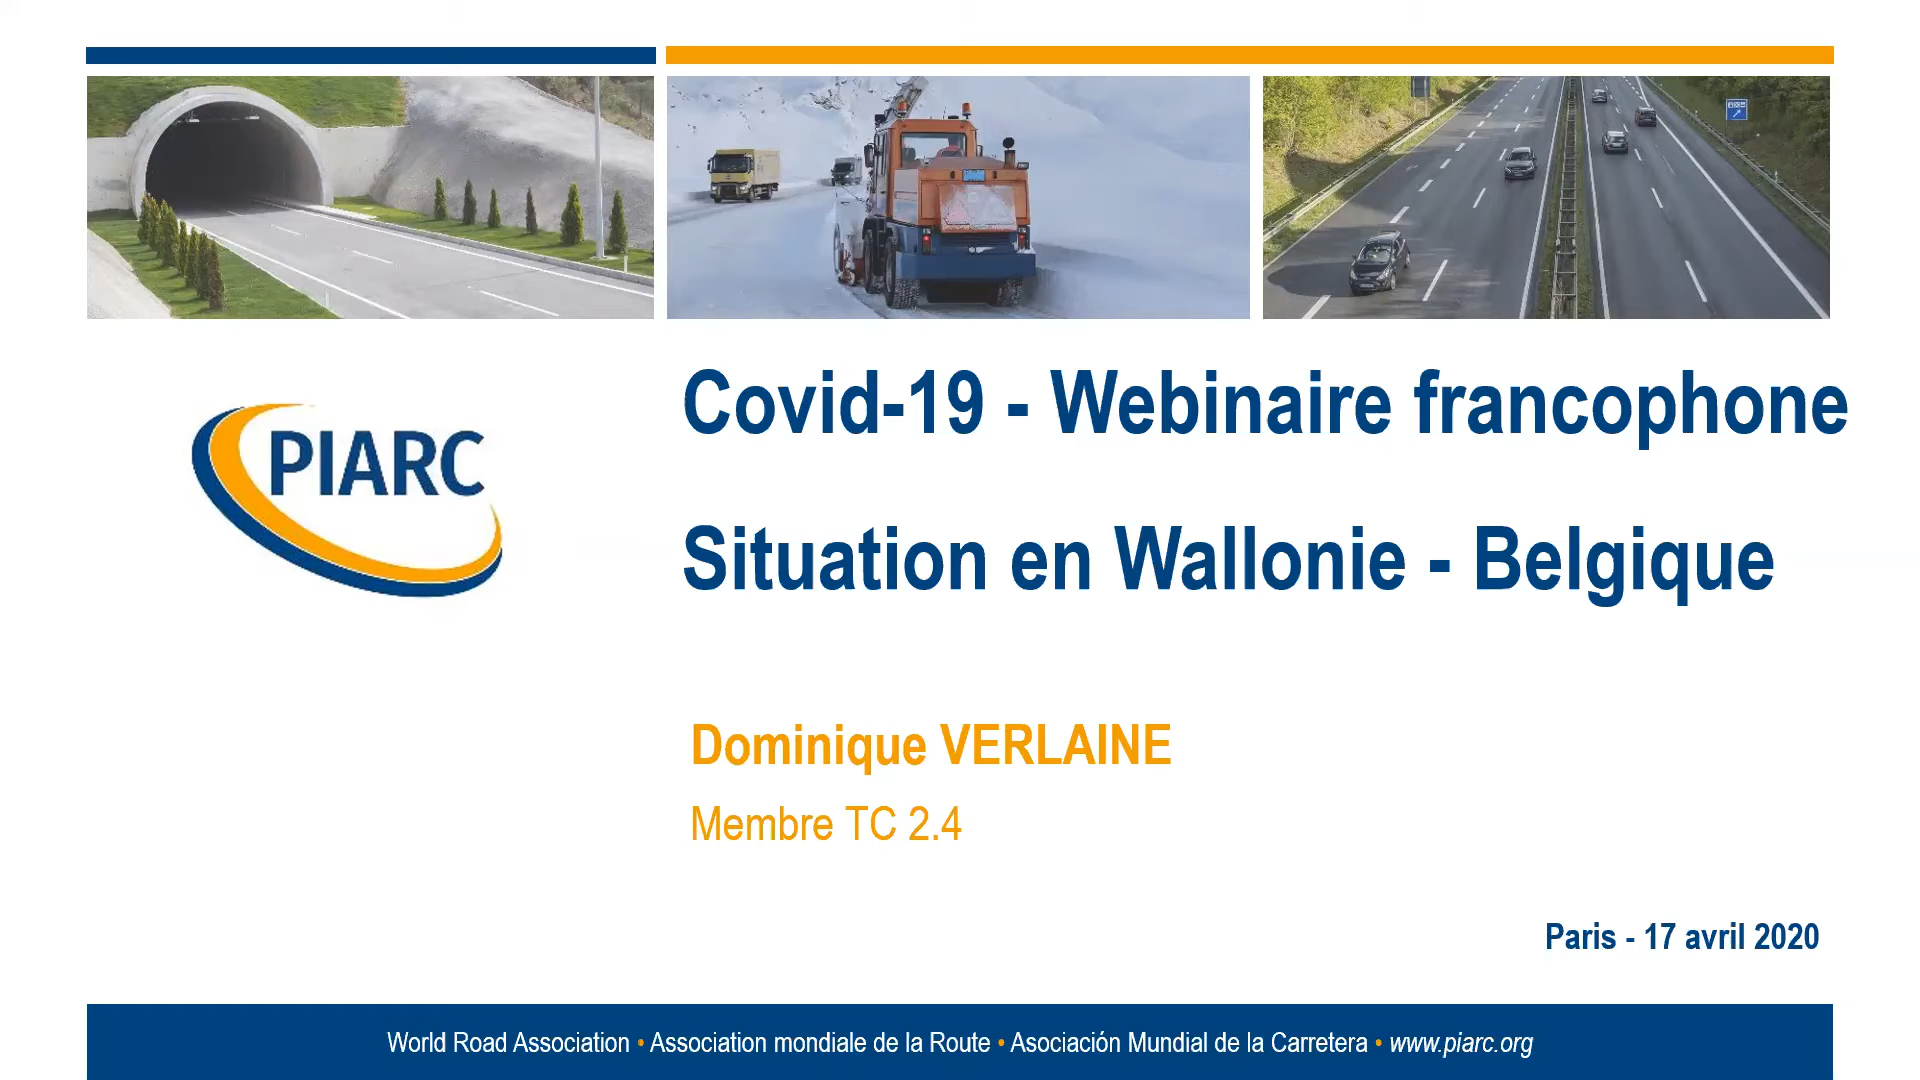 PIARC
Covid-19 - Webinaire francophone
Situation en Wallonie - Belgique
Dominique VERLAINE
Membre TC 2.4
Paris - 17 avril 2020
World Road Association • Association mondiale de la Route • Asociación Mundial de la Carretera • www.piarc.org